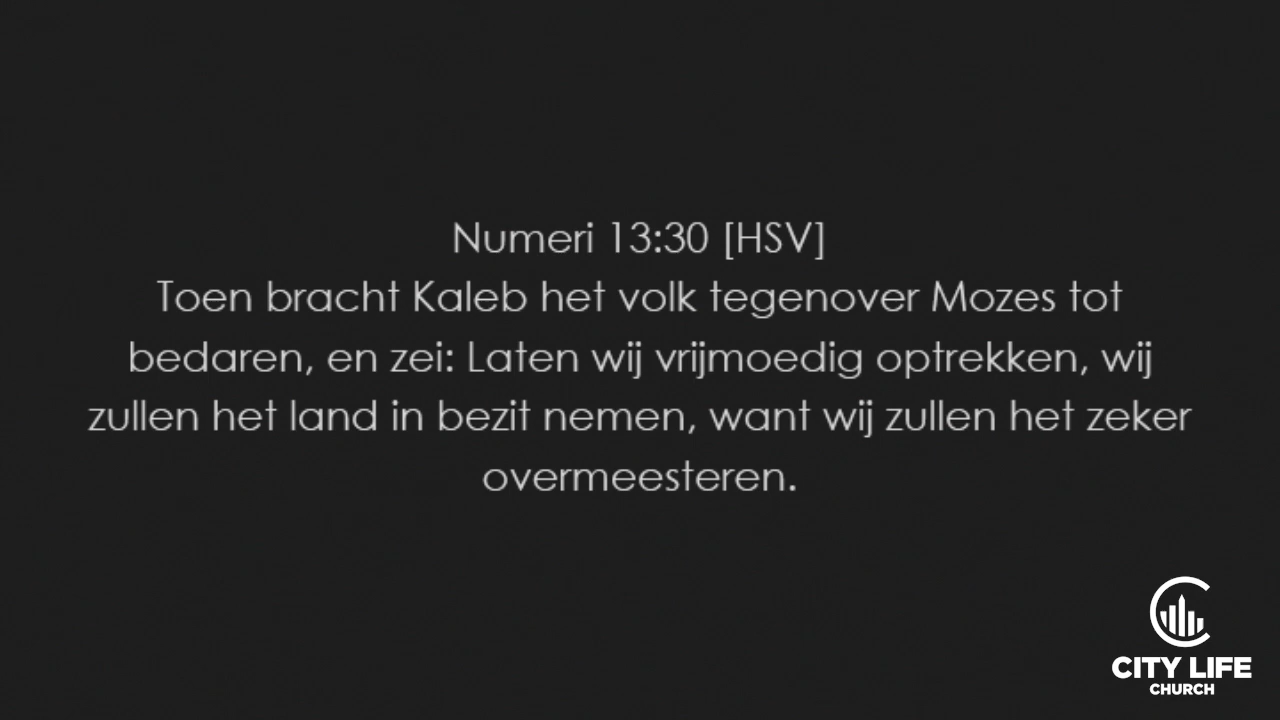 Numeri 13:30 [HSV]
Toen bracht Kaleb het volk tegenover Mozes tot
bedaren, en zei: Laten wij vrijmoedig optrekken, wij
zullen het land in bezit nemen, want wij zullen het zeker
overmeesteren.
CITY LIFE
CHURCH